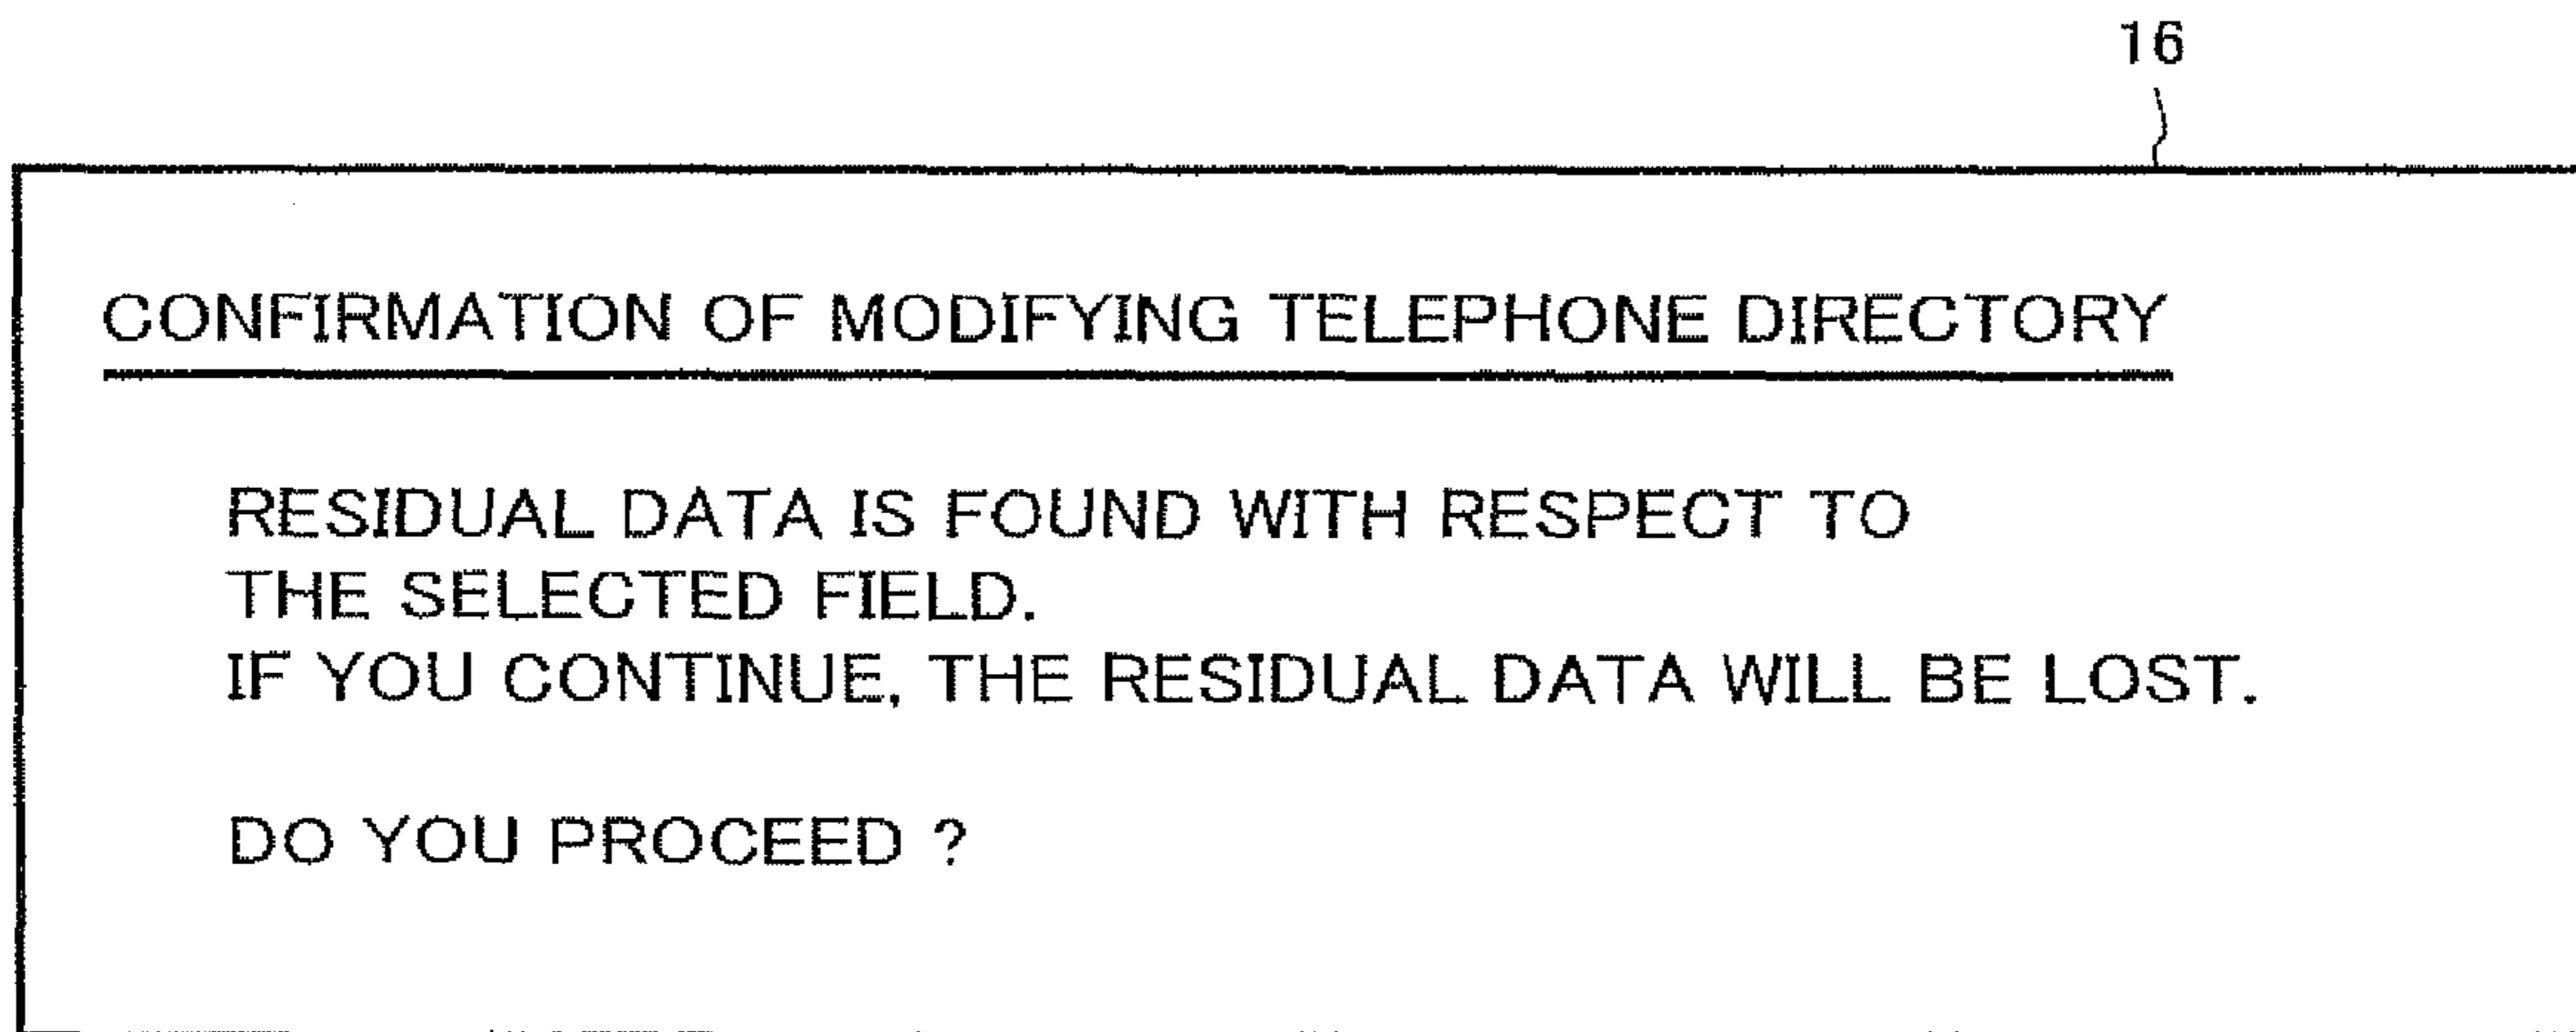 16
CONFIRMATION OF MODIFYING TELEPHONE DIRECTORY
RESIDUAL DATA IS FOUND WITH RESPECT TO
THE SELECTED FIELD.
IF YOU CONTINUE, THE RESIDUAL DATA WILL BE LOST.
DO YOU PROCEED ?